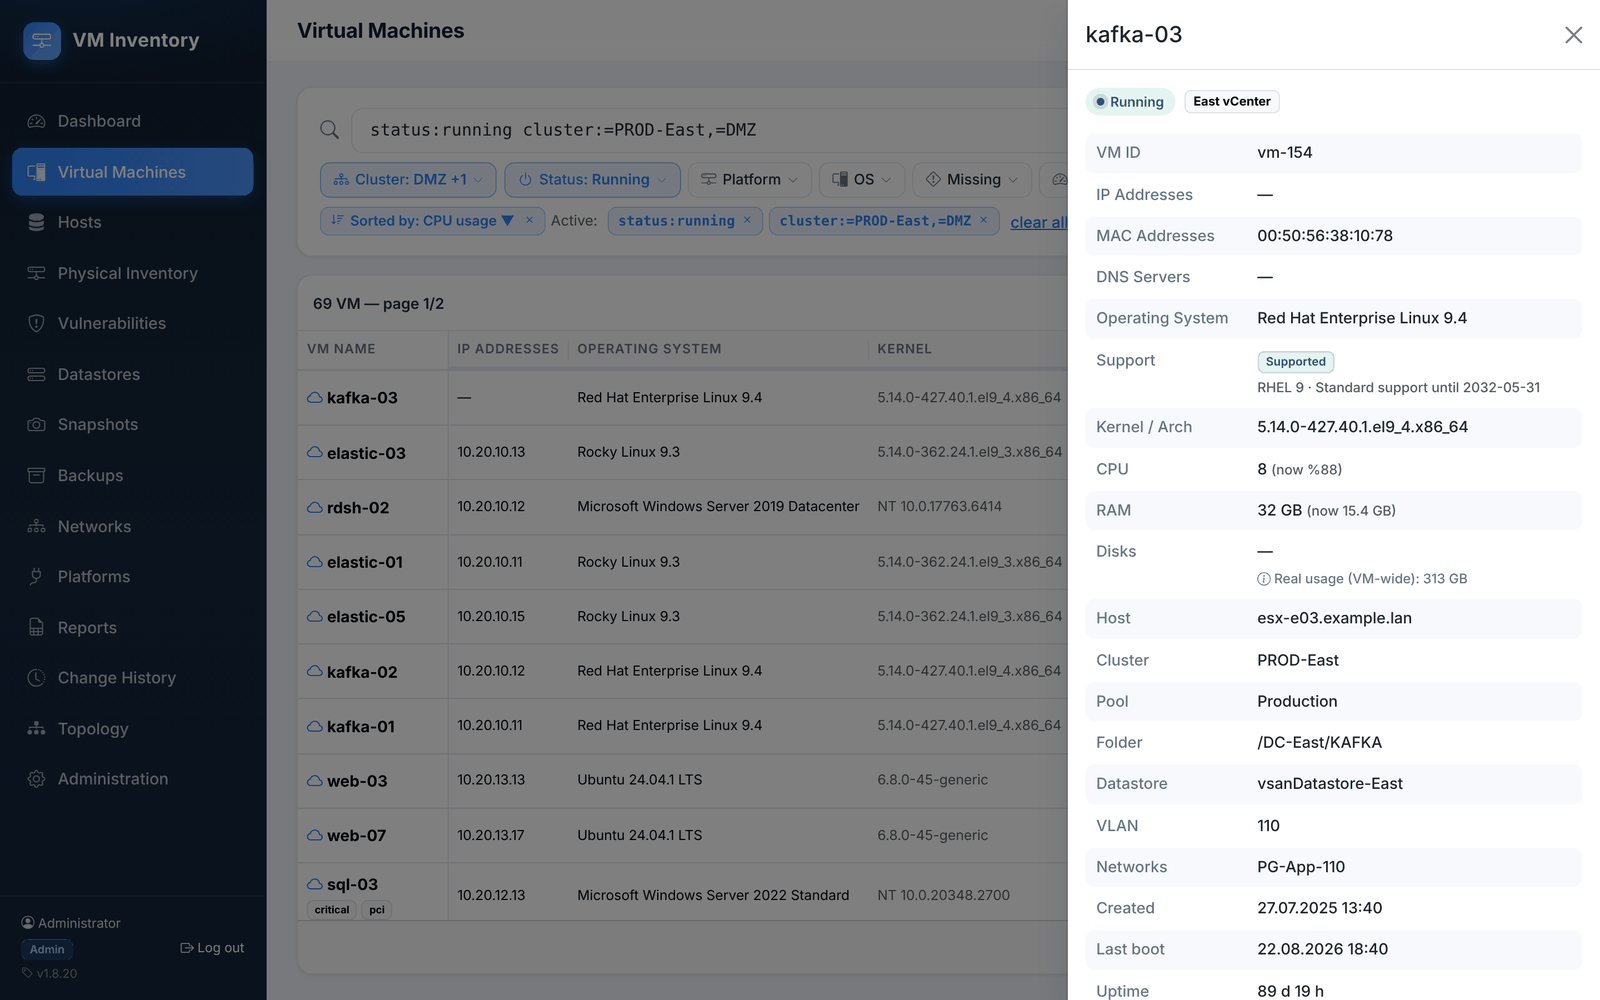 VM Inventory
Dashboard
Virtual Machines
Hosts
Physical Inventory
Vulnerabilities
Datastores
Snapshots
Backups
Networks
Platforms
Reports
Change History
Topology
Administration
Administrator
Admin
Log out
v1.8.20
Virtual Machines
status:running cluster:=PROD-East,=DMZ
Cluster: DMZ +1
Status: Running
Platform
OS
Missing
Sorted by: CPU usage ▼ ×
Active:
status:running ×
cluster:=PROD-East,=DMZ ×
clear all
69 VM — page 1/2
VM NAME IP ADDRESSES OPERATING SYSTEM KERNEL
kafka-03 — Red Hat Enterprise Linux 9.4 5.14.0-427.40.1.el9_4.x86_64
elastic-03 10.20.10.13 Rocky Linux 9.3 5.14.0-362.24.1.el9_3.x86_64
rdsh-02 10.20.10.12 Microsoft Windows Server 2019 Datacenter NT 10.0.17763.6414
elastic-01 10.20.10.11 Rocky Linux 9.3 5.14.0-362.24.1.el9_3.x86_64
elastic-05 10.20.10.15 Rocky Linux 9.3 5.14.0-362.24.1.el9_3.x86_64
kafka-02 10.20.10.12 Red Hat Enterprise Linux 9.4 5.14.0-427.40.1.el9_4.x86_64
kafka-01 10.20.10.11 Red Hat Enterprise Linux 9.4 5.14.0-427.40.1.el9_4.x86_64
web-03 10.20.13.13 Ubuntu 24.04.1 LTS 6.8.0-45-generic
web-07 10.20.13.17 Ubuntu 24.04.1 LTS 6.8.0-45-generic
sql-03 10.20.12.13 Microsoft Windows Server 2022 Standard NT 10.0.20348.2700
critical pci
kafka-03
Running East vCenter
VM ID vm-154
IP Addresses —
MAC Addresses 00:50:56:38:10:78
DNS Servers —
Operating System Red Hat Enterprise Linux 9.4
Support Supported
RHEL 9 · Standard support until 2032-05-31
Kernel / Arch 5.14.0-427.40.1.el9_4.x86_64
CPU 8 (now %88)
RAM 32 GB (now 15.4 GB)
Disks —
Real usage (VM-wide): 313 GB
Host esx-e03.example.lan
Cluster PROD-East
Pool Production
Folder /DC-East/KAFKA
Datastore vsanDatastore-East
VLAN 110
Networks PG-App-110
Created 27.07.2025 13:40
Last boot 22.08.2026 18:40
Uptime 89 d 19 h